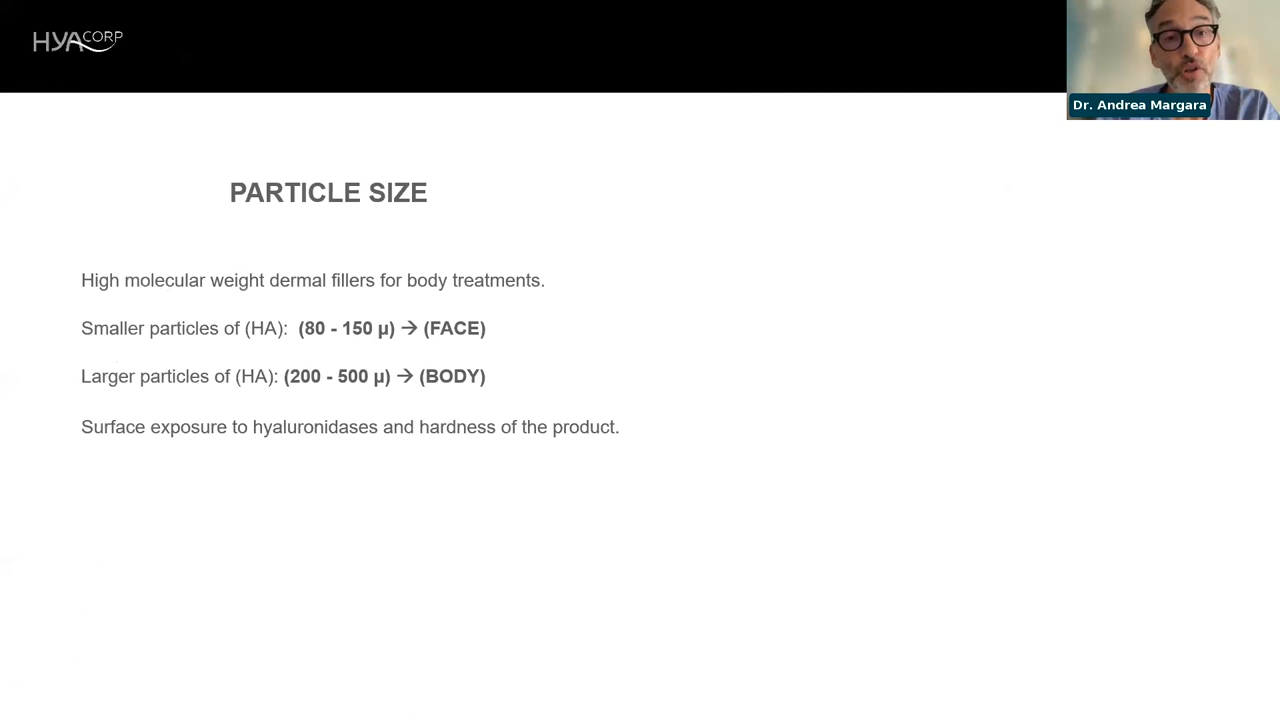 HYACORP
Dr. Andrea Margara
PARTICLE SIZE
High molecular weight dermal fillers for body treatments.
Smaller particles of (HA):  (80 - 150 µ) → (FACE)
Larger particles of (HA): (200 - 500 µ) → (BODY)
Surface exposure to hyaluronidases and hardness of the product.